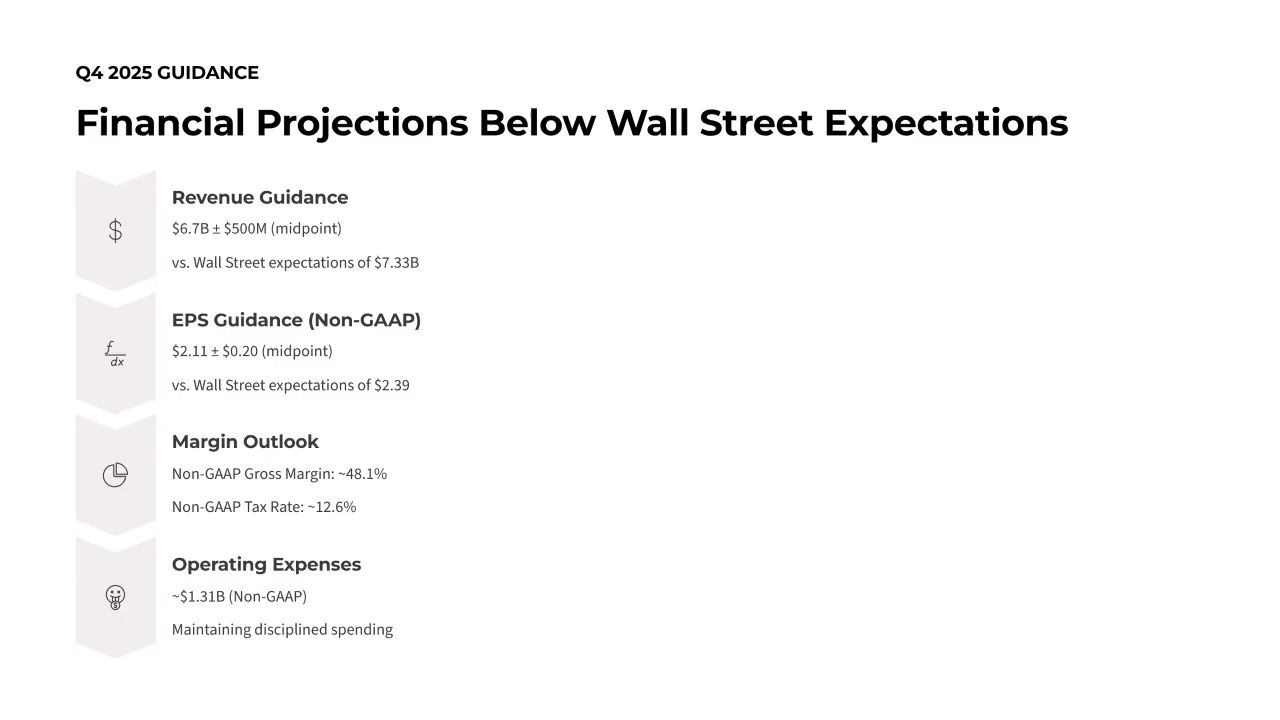 Q4 2025 GUIDANCE
Financial Projections Below Wall Street Expectations
$
Revenue Guidance
$6.7B ± $500M (midpoint)
vs. Wall Street expectations of $7.33B
f
dx
EPS Guidance (Non-GAAP)
$2.11 ± $0.20 (midpoint)
vs. Wall Street expectations of $2.39
Margin Outlook
Non-GAAP Gross Margin: ~48.1%
Non-GAAP Tax Rate: ~12.6%
$
Operating Expenses
~$1.31B (Non-GAAP)
Maintaining disciplined spending